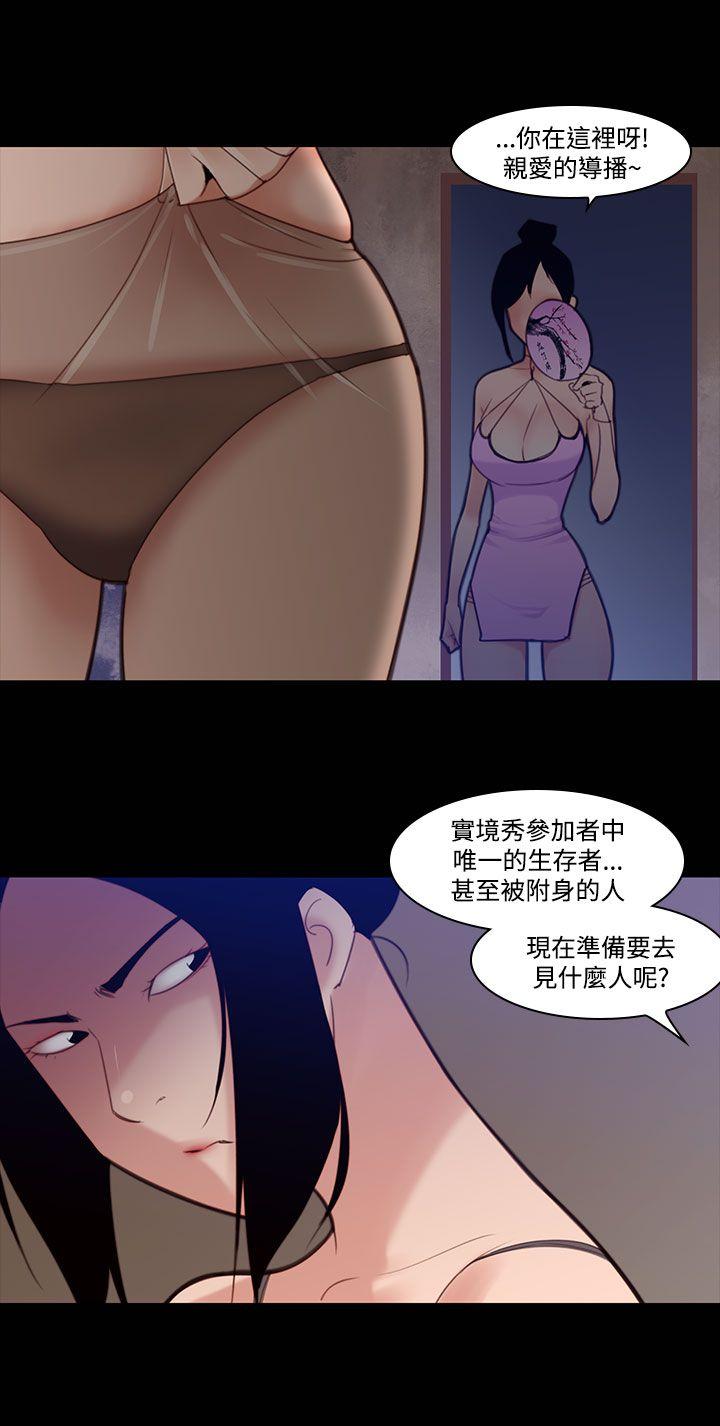 ...你在這裡呀!
親愛的導播~
實境秀參加者中
唯一的生存者...
甚至被附身的人
現在準備要去
見什麼人呢?